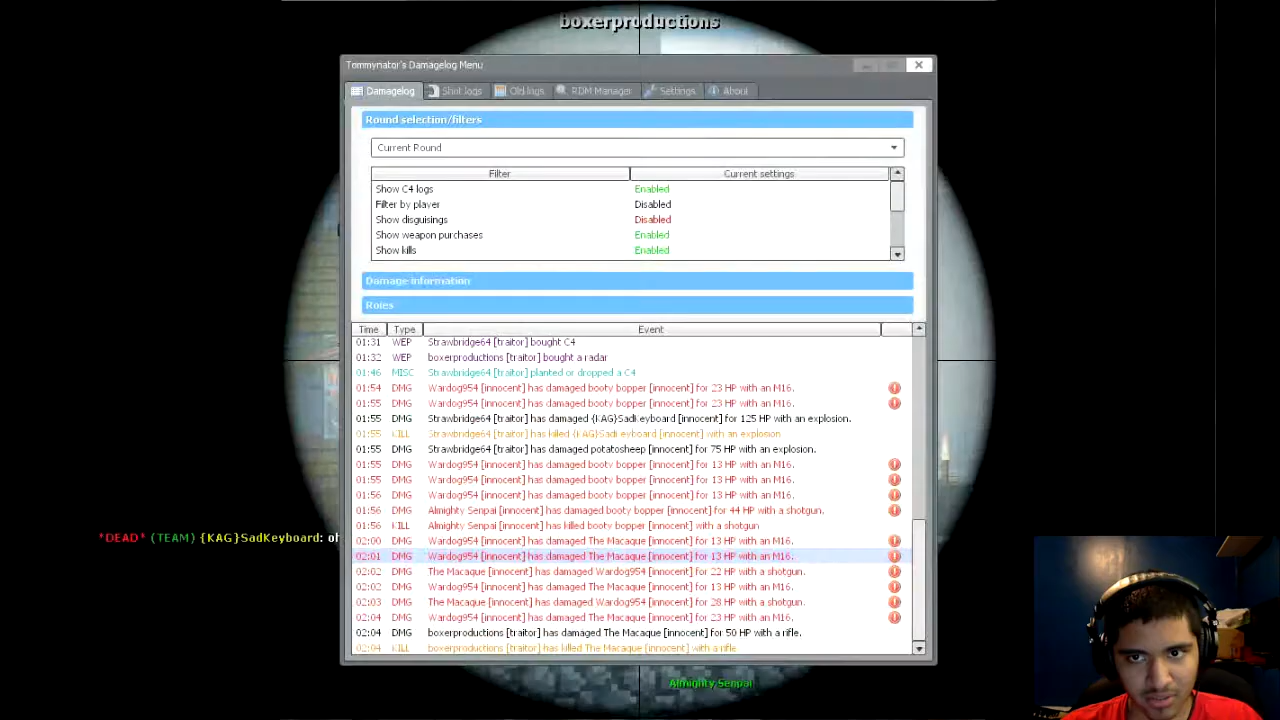 boxerproductions
Tommynator's Damagelog Menu
Damagelog Shot logs Old logs RDM Manager Settings About
Round selection/filters
Current Round
Filter Current settings
Show C4 logs Enabled
Filter by player Disabled
Show disguisings Disabled
Show weapon purchases Enabled
Show kills Enabled
Damage information
Roles
Time Type Event
01:31 WEP Strawbridge64 [traitor] bought C4
01:32 WEP boxerproductions [traitor] bought a radar
01:46 MISC Strawbridge64 [traitor] planted or dropped a C4
01:54 DMG Wardog954 [innocent] has damaged booty bopper [innocent] for 23 HP with an M16.
01:55 DMG Wardog954 [innocent] has damaged booty bopper [innocent] for 23 HP with an M16.
01:55 DMG Strawbridge64 [traitor] has damaged {KAG}SadKeyboard [innocent] for 125 HP with an explosion.
01:55 KILL Strawbridge64 [traitor] has killed {KAG}SadKeyboard [innocent] with an explosion
01:55 DMG Strawbridge64 [traitor] has damaged potatosheep [innocent] for 75 HP with an explosion.
01:55 DMG Wardog954 [innocent] has damaged booty bopper [innocent] for 13 HP with an M16.
01:55 DMG Wardog954 [innocent] has damaged booty bopper [innocent] for 13 HP with an M16.
01:56 DMG Wardog954 [innocent] has damaged booty bopper [innocent] for 13 HP with an M16.
01:56 DMG Almighty Senpai [innocent] has damaged booty bopper [innocent] for 44 HP with a shotgun.
01:56 KILL Almighty Senpai [innocent] has killed booty bopper [innocent] with a shotgun
02:00 DMG Wardog954 [innocent] has damaged The Macaque [innocent] for 13 HP with an M16.
02:01 DMG Wardog954 [innocent] has damaged The Macaque [innocent] for 13 HP with an M16.
02:02 DMG The Macaque [innocent] has damaged Wardog954 [innocent] for 22 HP with a shotgun.
02:02 DMG Wardog954 [innocent] has damaged The Macaque [innocent] for 13 HP with an M16.
02:03 DMG The Macaque [innocent] has damaged Wardog954 [innocent] for 28 HP with a shotgun.
02:04 DMG Wardog954 [innocent] has damaged The Macaque [innocent] for 23 HP with an M16.
02:04 DMG boxerproductions [traitor] has damaged The Macaque [innocent] for 50 HP with a rifle.
02:04 KILL boxerproductions [traitor] has killed The Macaque [innocent] with a rifle
*DEAD* (TEAM) {KAG}SadKeyboard:
Almighty Senpai